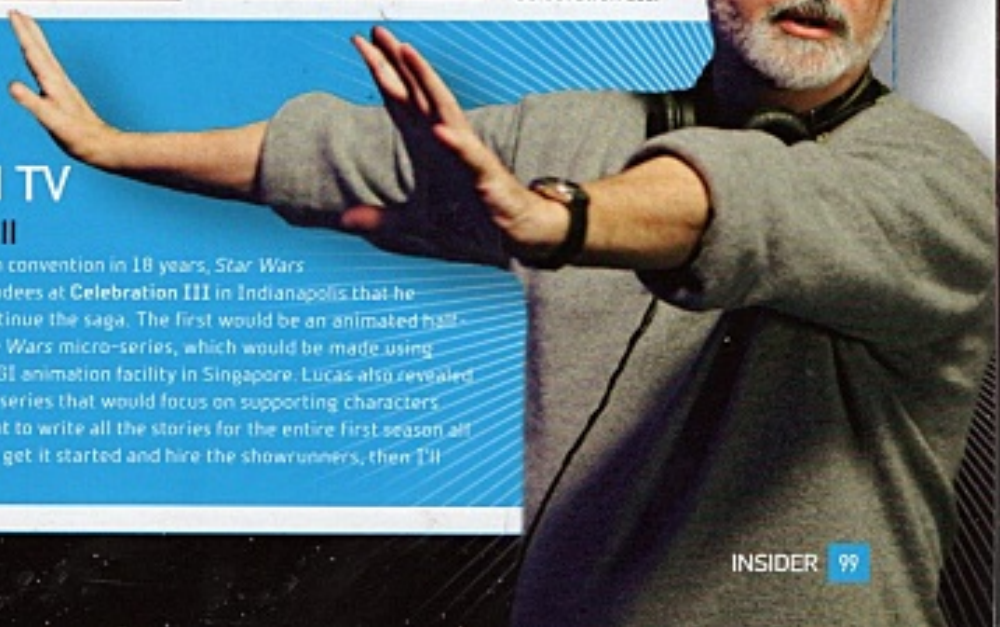 TV
convention in 18 years, Star Wars
dees at Celebration III in Indianapolis that he
tinue the saga. The first would be an animated half-
Wars micro-series, which would be made using
GI animation facility in Singapore. Lucas also revealed
series that would focus on supporting characters
t to write all the stories for the entire first season all
get it started and hire the showrunners, then I'll
INSIDER 99